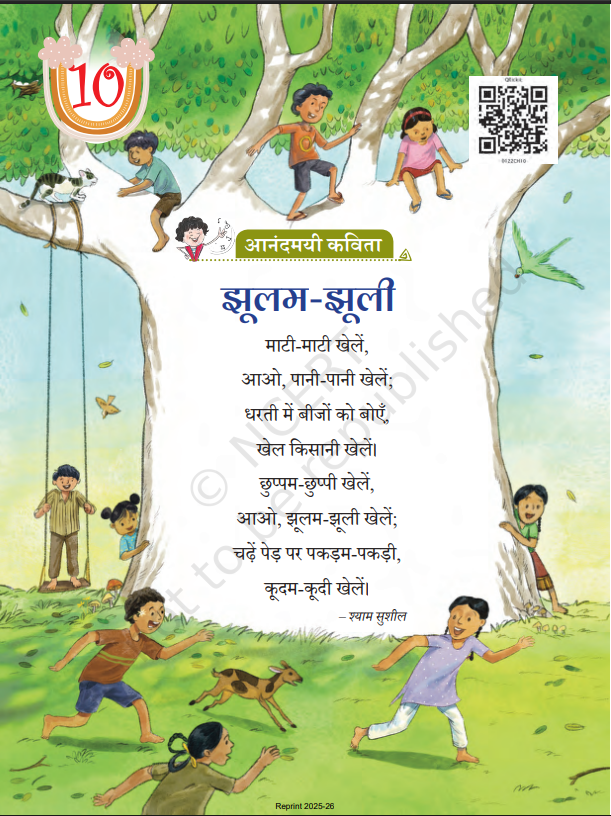 10
0122CH10
आनंदमयी कविता
झूलम-झूली
माटी-माटी खेलें,
आओ, पानी-पानी खेलें;
धरती में बीजों को बोएँ,
खेल किसानी खेलें।
छुप्पम-छुप्पी खेलें,
आओ, झूलम-झूली खेलें;
चढ़ें पेड़ पर पकड़म-पकड़ी,
कूदम-कूदी खेलें।
– श्याम सुशील
© NCERT
not to be republished
Reprint 2025-26